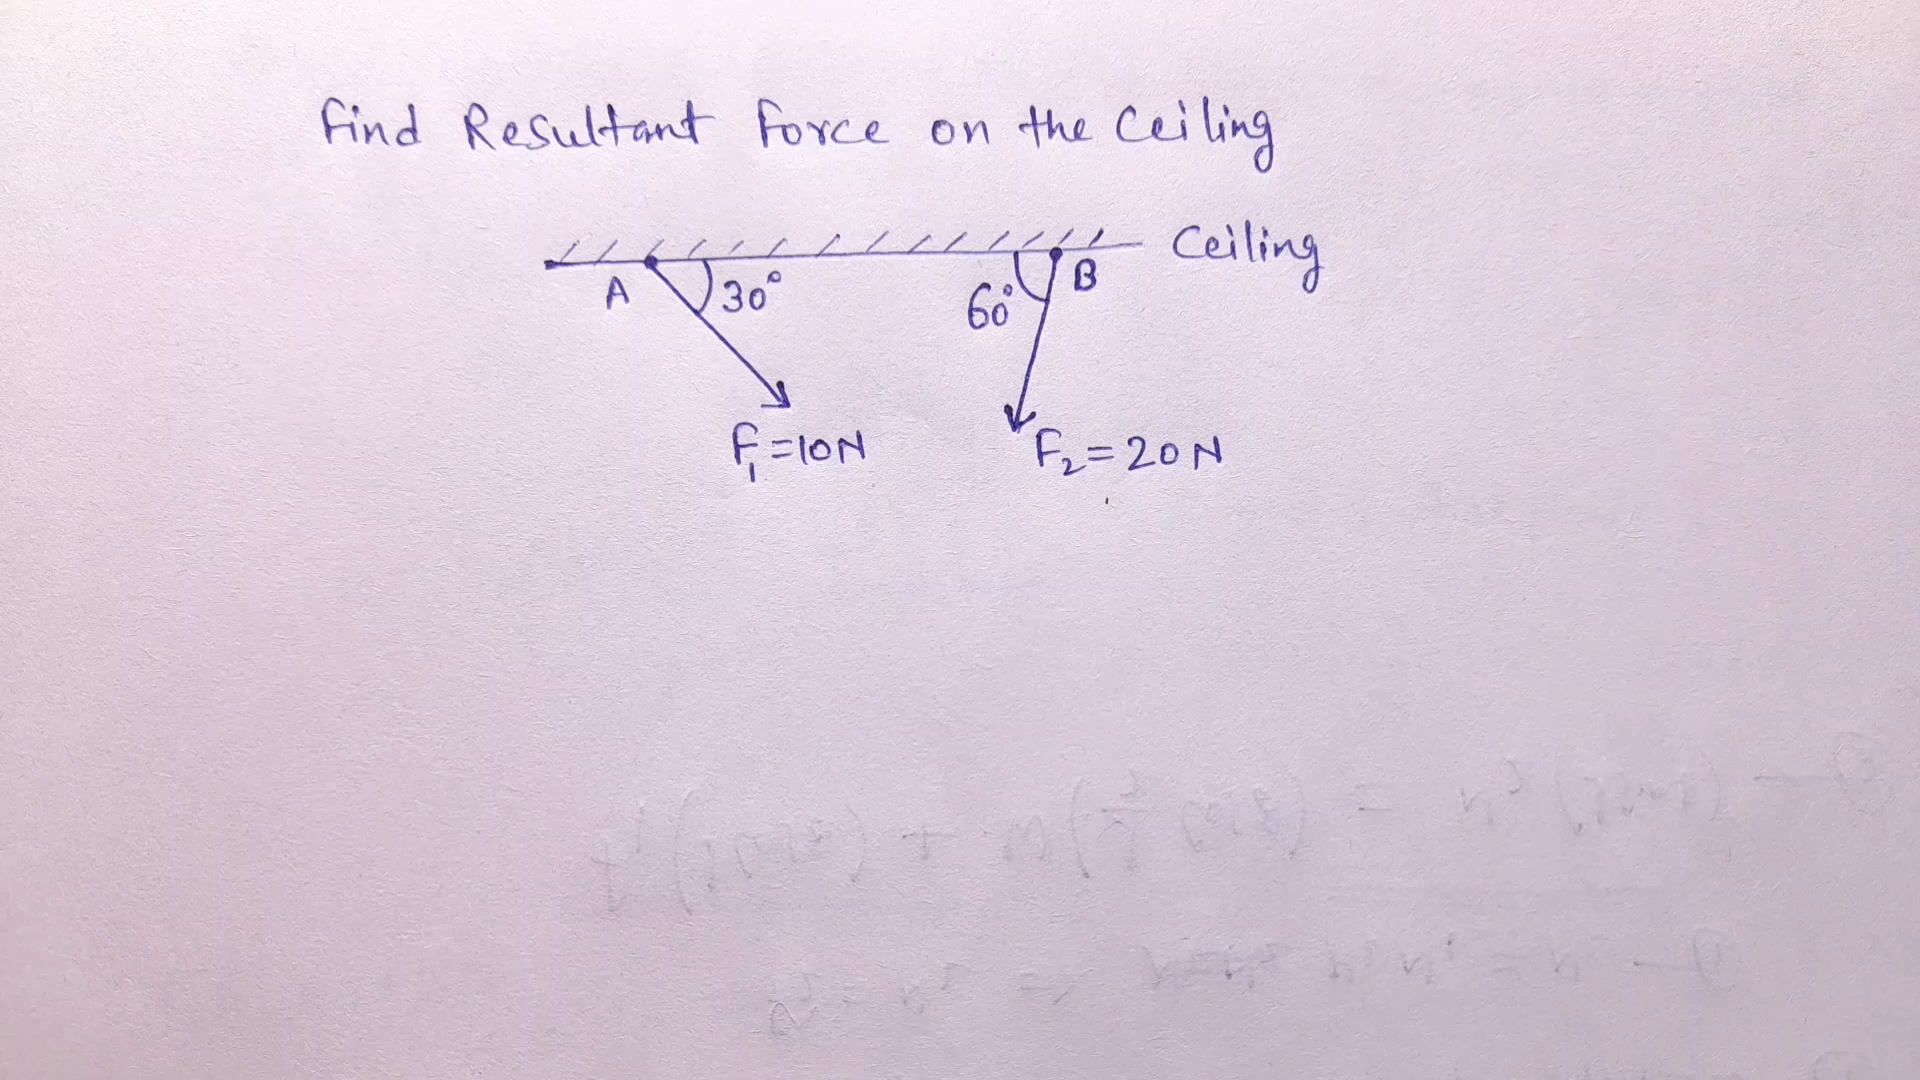 Find Resultant Force on the Ceiling
Ceiling
A 30° 60° B
F₁=10N F₂=20N